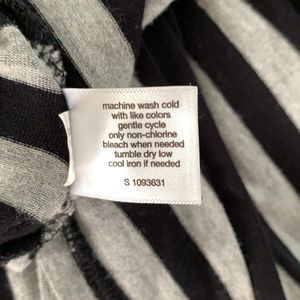 machine wash cold
with like colors
gentle cycle
only non-chlorine
bleach when needed
tumble dry low
cool iron if needed
S 1093631